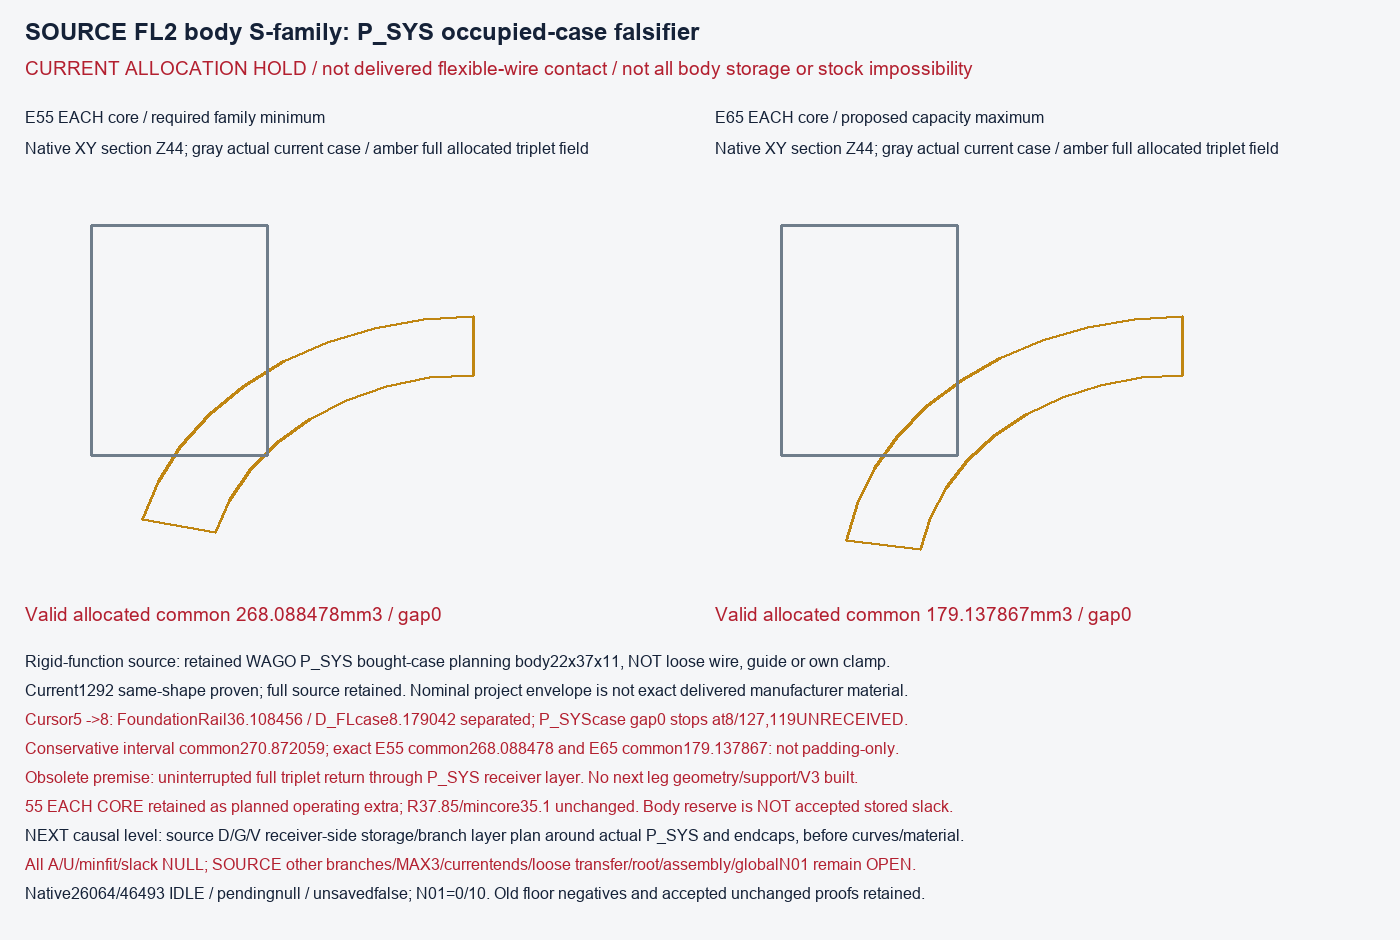 SOURCE FL2 body S-family: P_SYS occupied-case falsifier
CURRENT ALLOCATION HOLD / not delivered flexible-wire contact / not all body storage or stock impossibility
E55 EACH core / required family minimum
Native XY section Z44; gray actual current case / amber full allocated triplet field
E65 EACH core / proposed capacity maximum
Native XY section Z44; gray actual current case / amber full allocated triplet field
Valid allocated common 268.088478mm3 / gap0
Valid allocated common 179.137867mm3 / gap0
Rigid-function source: retained WAGO P_SYS bought-case planning body22x37x11, NOT loose wire, guide or own clamp.
Current1292 same-shape proven; full source retained. Nominal project envelope is not exact delivered manufacturer material.
Cursor5 ->8: FoundationRail36.108456 / D_FLcase8.179042 separated; P_SYScase gap0 stops at8/127,119UNRECEIVED.
Conservative interval common270.872059; exact E55 common268.088478 and E65 common179.137867: not padding-only.
Obsolete premise: uninterrupted full triplet return through P_SYS receiver layer. No next leg geometry/support/V3 built.
55 EACH CORE retained as planned operating extra; R37.85/mincore35.1 unchanged. Body reserve is NOT accepted stored slack.
NEXT causal level: source D/G/V receiver-side storage/branch layer plan around actual P_SYS and endcaps, before curves/material.
All A/U/minfit/slack NULL; SOURCE other branches/MAX3/currentends/loose transfer/root/assembly/globalN01 remain OPEN.
Native26064/46493 IDLE / pendingnull / unsavedfalse; N01=0/10. Old floor negatives and accepted unchanged proofs retained.